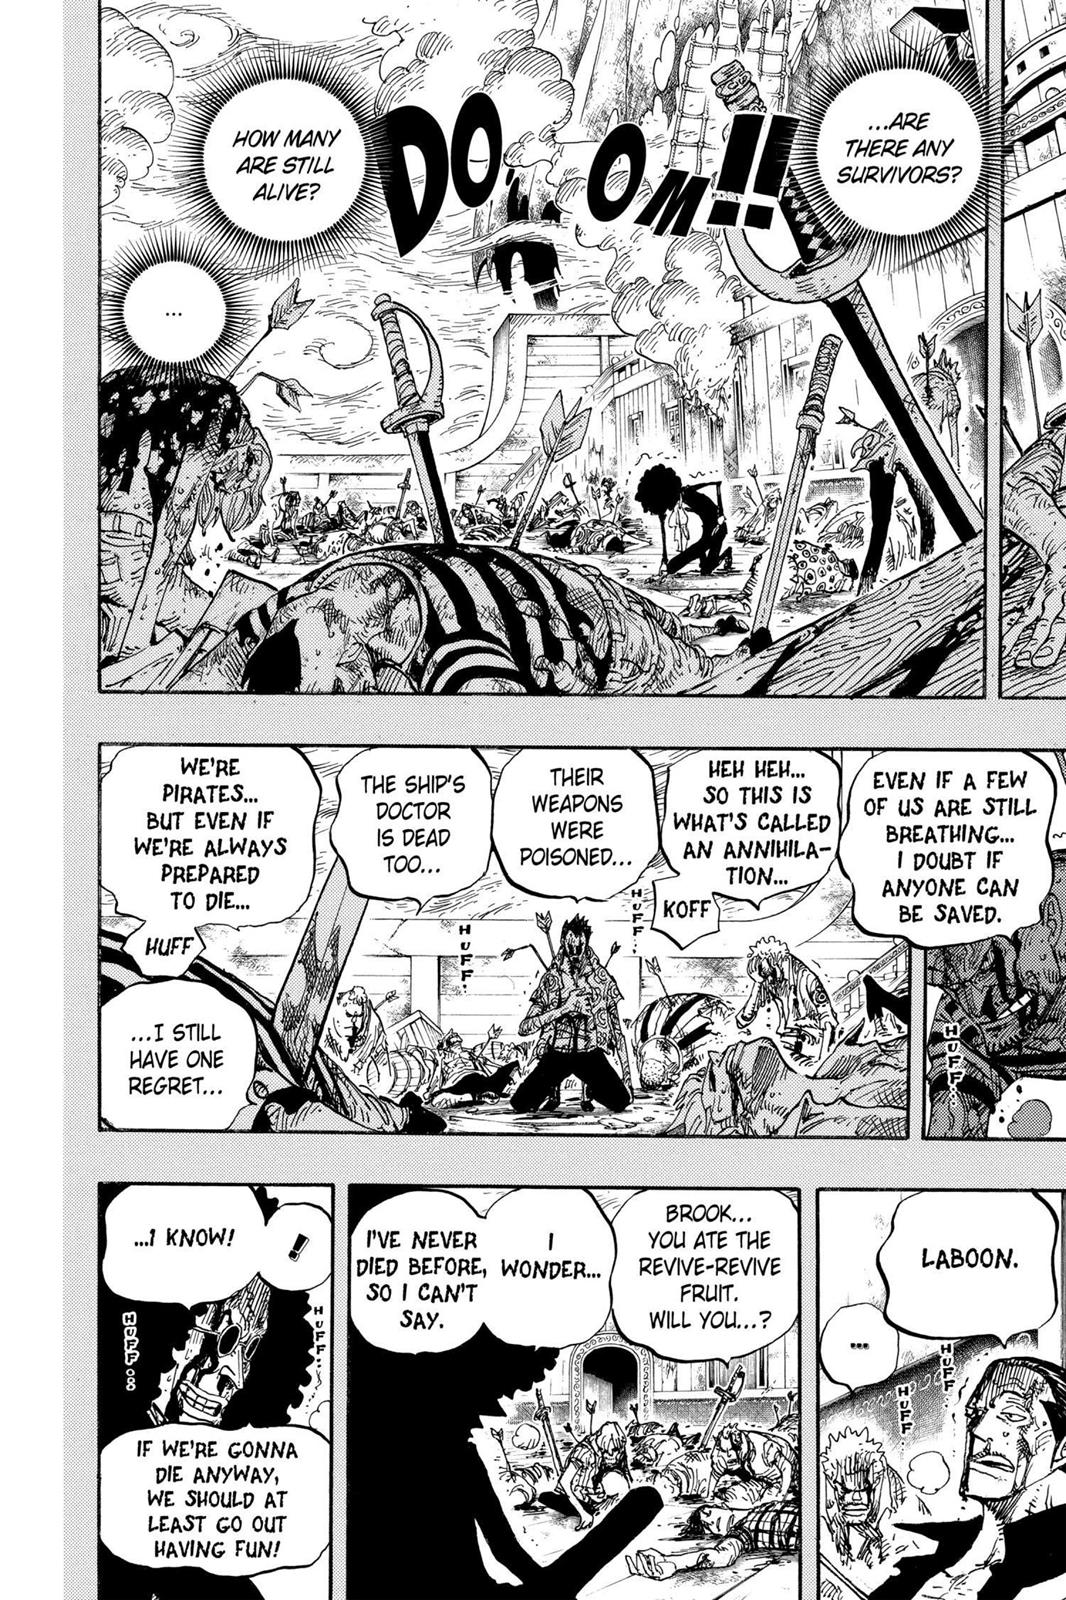 ...ARE
THERE ANY
SURVIVORS?
DOOM!!
HOW MANY
ARE STILL
ALIVE?
...
EVEN IF A FEW
OF US ARE STILL
BREATHING...
I DOUBT IF
ANYONE CAN
BE SAVED.
HUFF...
HEH HEH...
SO THIS IS
WHAT'S CALLED
AN ANNIHILA-
TION...
KOFF
HUFF...
THEIR
WEAPONS
WERE
POISONED...
THE SHIP'S
DOCTOR
IS DEAD
TOO...
HUFF...
WE'RE
PIRATES...
BUT EVEN IF
WE'RE ALWAYS
PREPARED
TO DIE...
HUFF
...I STILL
HAVE ONE
REGRET...
LABOON.
...
HUFF...
HUFF...
BROOK...
YOU ATE THE
REVIVE-REVIVE
FRUIT.
WILL YOU...?
I
WONDER...
I'VE NEVER
DIED BEFORE,
SO I CAN'T
SAY.
!
...I KNOW!
HUFF...
HUFF...
IF WE'RE GONNA
DIE ANYWAY,
WE SHOULD AT
LEAST GO OUT
HAVING FUN!